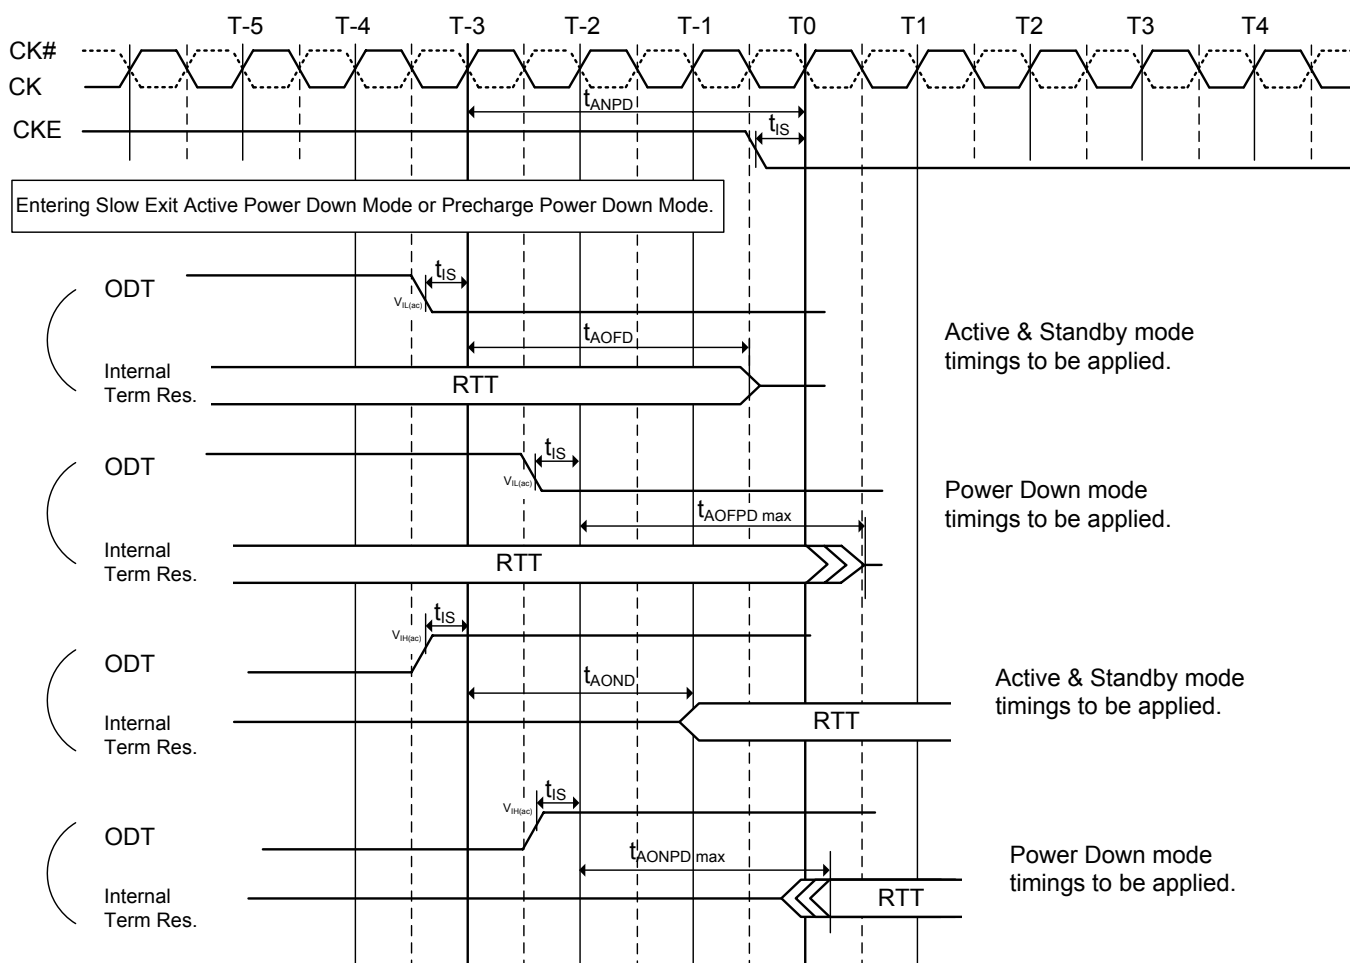 T-5 T-4 T-3 T-2 T-1 T0 T1 T2 T3 T4
CK#
CK
tANPD
CKE
tIS
Entering Slow Exit Active Power Down Mode or Precharge Power Down Mode.
tIS
ODT
VIL(ac)
tAOFD
Active & Standby mode
timings to be applied.
Internal
Term Res.
RTT
tIS
ODT
VIL(ac)
Power Down mode
timings to be applied.
tAOFPD max
Internal
Term Res.
RTT
tIS
VIH(ac)
ODT
tAOND
Active & Standby mode
timings to be applied.
Internal
Term Res.
RTT
tIS
VIH(ac)
ODT
tAONPD max
Power Down mode
timings to be applied.
Internal
Term Res.
RTT